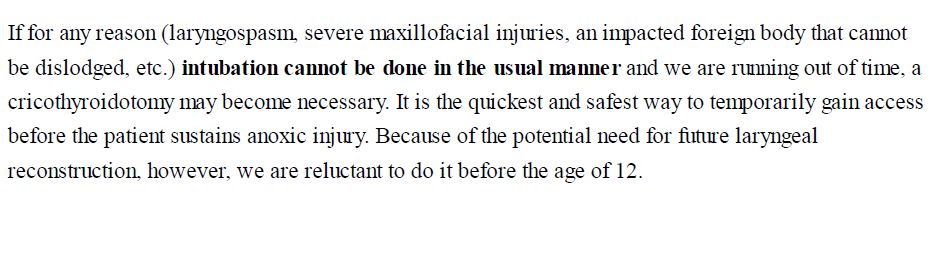 If for any reason (laryngospasm, severe maxillofacial injuries, an impacted foreign body that cannot
be dislodged, etc.) intubation cannot be done in the usual manner and we are running out of time, a
cricothyroidotomy may become necessary. It is the quickest and safest way to temporarily gain access
before the patient sustains anoxic injury. Because of the potential need for future laryngeal
reconstruction, however, we are reluctant to do it before the age of 12.